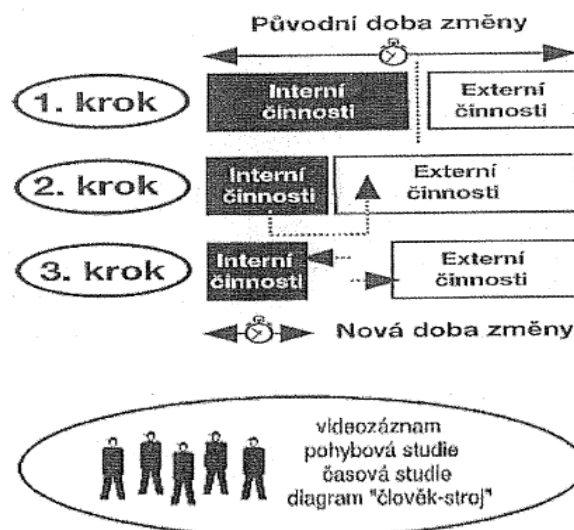 Původní doba změny
1. krok
Interní
činnosti
Externí
činnosti
2. krok
Interní
činnosti
Externí
činnosti
3. krok
Interní
činnosti
Externí
činnosti
Nová doba změny
videozáznam
pohybová studie
časová studie
diagram "člověk-stroj"